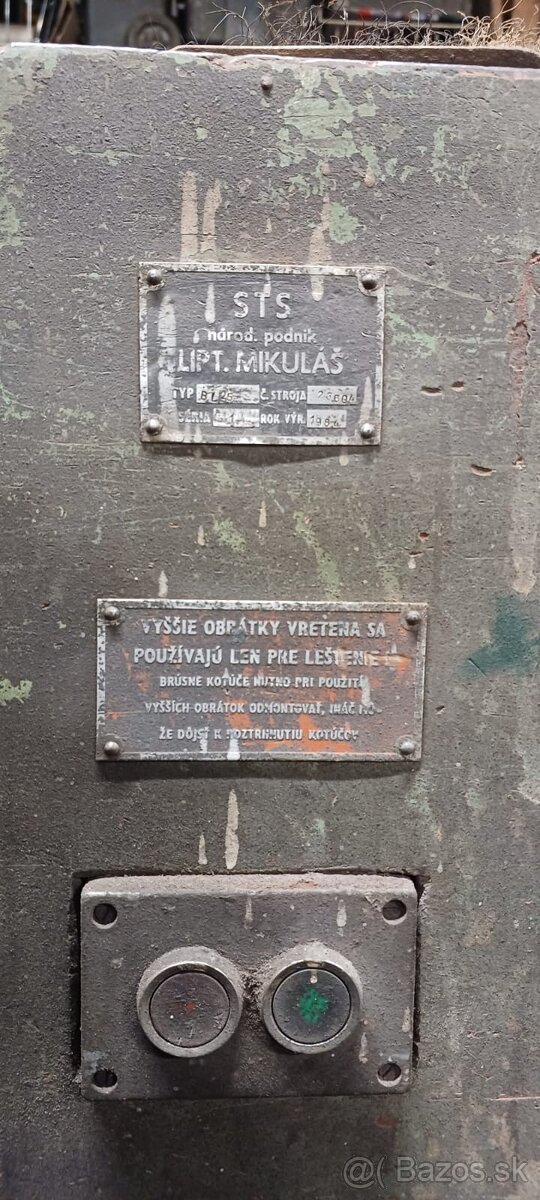 STS
národ. podnik
LIPT. MIKULÁŠ
TYP Č. STROJA
SÉRIA ROK VÝR. 1964
VYŠŠIE OBRÁTKY VRETENA SA
POUŽÍVAJÚ LEN PRE LEŠTENIE !
BRÚSNE KOTÚČE NUTNO PRI POUŽITÍ
VYŠŠÍCH OBRÁTOK ODMONTOVAŤ, INÁČ MÔ-
ŽE DÔJSŤ K ROZTRHNUTIU KOTÚČOV
@( Bazos.sk